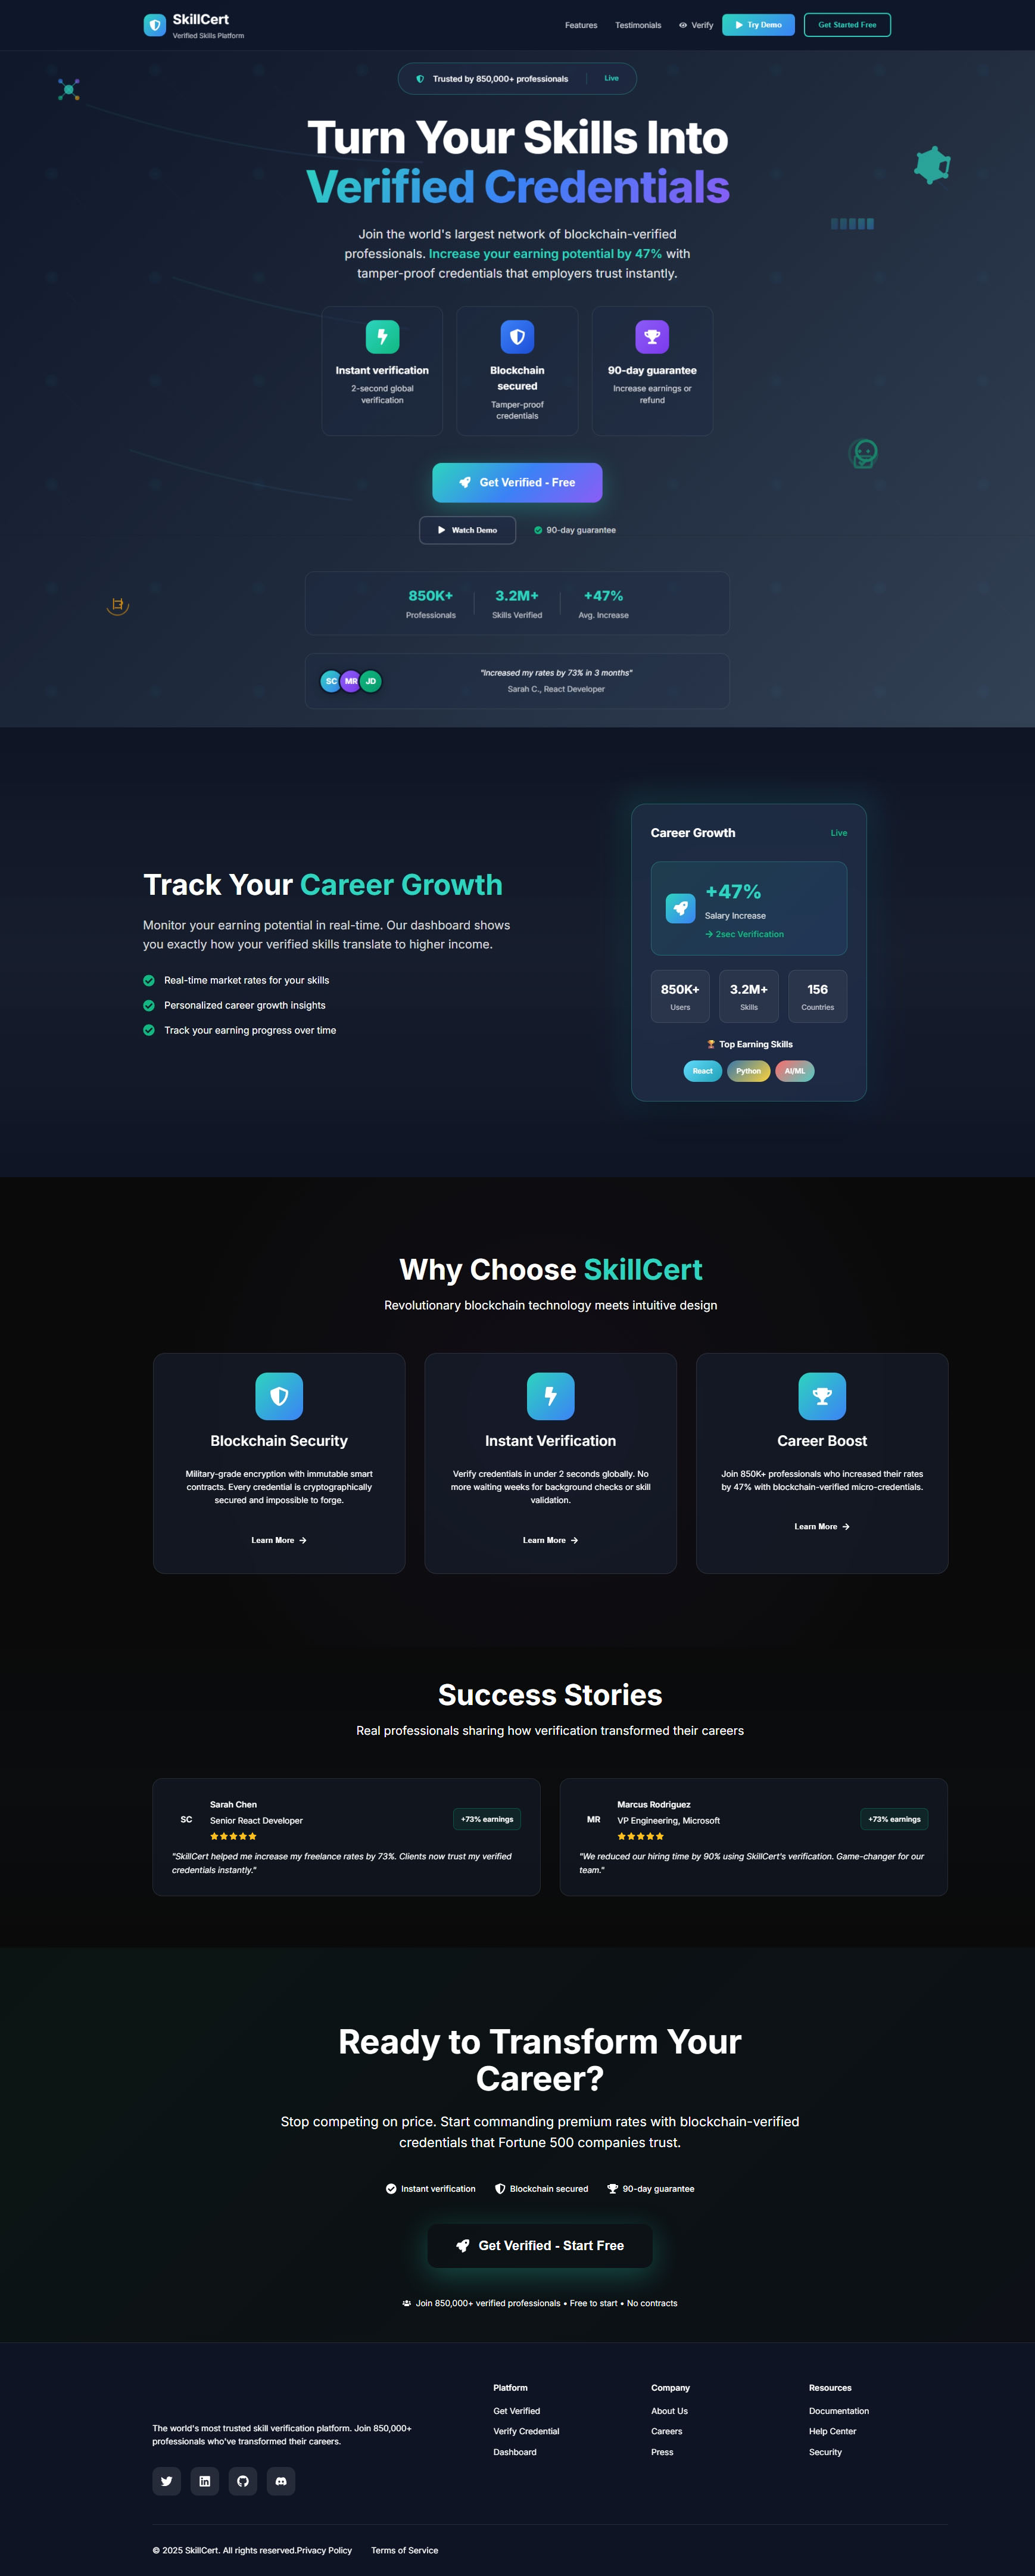 SkillCert
Verified Skills Platform
Features
Testimonials
Verify
Try Demo
Get Started Free
Trusted by 850,000+ professionals
Live
Turn Your Skills Into
Verified Credentials
Join the world's largest network of blockchain-verified
professionals. Increase your earning potential by 47% with
tamper-proof credentials that employers trust instantly.
Instant verification
2-second global
verification
Blockchain
secured
Tamper-proof
credentials
90-day guarantee
Increase earnings or
refund
Get Verified - Free
Watch Demo
90-day guarantee
850K+
Professionals
3.2M+
Skills Verified
+47%
Avg. Increase
SC
MR
JD
"Increased my rates by 73% in 3 months"
Sarah C., React Developer
Track Your Career Growth
Monitor your earning potential in real-time. Our dashboard shows
you exactly how your verified skills translate to higher income.
Real-time market rates for your skills
Personalized career growth insights
Track your earning progress over time
Career Growth
Live
+47%
Salary Increase
→ 2sec Verification
850K+
Users
3.2M+
Skills
156
Countries
🏆 Top Earning Skills
React
Python
AI/ML
Why Choose SkillCert
Revolutionary blockchain technology meets intuitive design
Blockchain Security
Military-grade encryption with immutable smart
contracts. Every credential is cryptographically
secured and impossible to forge.
Learn More →
Instant Verification
Verify credentials in under 2 seconds globally. No
more waiting weeks for background checks or skill
validation.
Learn More →
Career Boost
Join 850K+ professionals who increased their rates
by 47% with blockchain-verified micro-credentials.
Learn More →
Success Stories
Real professionals sharing how verification transformed their careers
SC
Sarah Chen
Senior React Developer
★★★★★
+73% earnings
"SkillCert helped me increase my freelance rates by 73%. Clients now trust my verified
credentials instantly."
MR
Marcus Rodriguez
VP Engineering, Microsoft
★★★★★
+73% earnings
"We reduced our hiring time by 90% using SkillCert's verification. Game-changer for our
team."
Ready to Transform Your
Career?
Stop competing on price. Start commanding premium rates with blockchain-verified
credentials that Fortune 500 companies trust.
Instant verification
Blockchain secured
90-day guarantee
Get Verified - Start Free
Join 850,000+ verified professionals • Free to start • No contracts
The world's most trusted skill verification platform. Join 850,000+
professionals who've transformed their careers.
Platform
Get Verified
Verify Credential
Dashboard
Company
About Us
Careers
Press
Resources
Documentation
Help Center
Security
© 2025 SkillCert. All rights reserved.Privacy Policy
Terms of Service